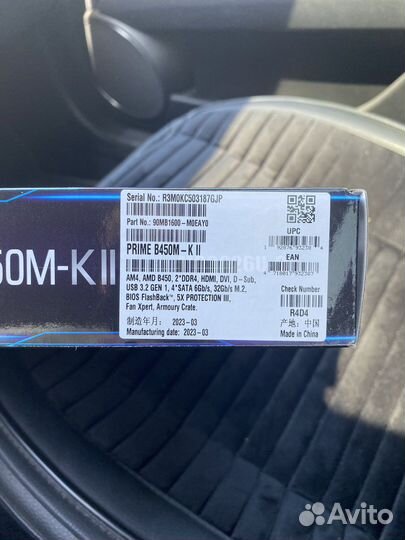 Serial No.: R3M0KC503187GJP
Part No.: 90MB1600-M0EAY0
PRIME B450M-K II
UPC
EAN
AM4, AMD B450, 2*DDR4, HDMI, DVI, D-Sub,
USB 3.2 GEN 1, 4*SATA 6Gb/s, 32Gb/s M.2,
BIOS FlashBack™, 5X PROTECTION III,
Fan Xpert, Armoury Crate.
Check Number
R4D4
制造年月: 2023-03
产地: 中国
Manufacturing date: 2023-03
Made in China
50M-K II
Avito